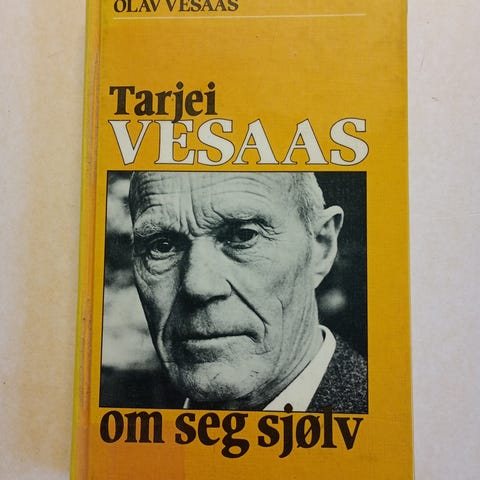 OLAV VESAAS
Tarjei
VESAAS
om seg sjølv